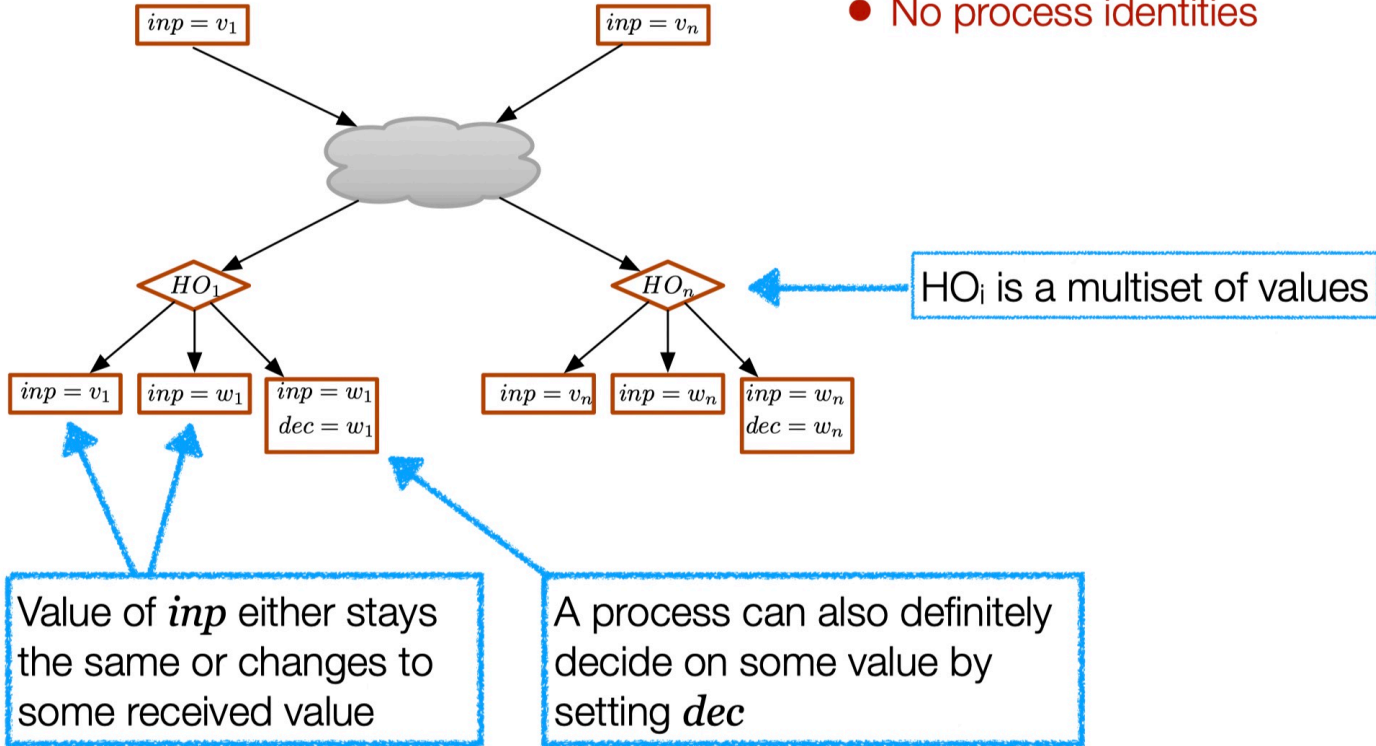 inp = v₁
inp = vₙ
● No process identities
HO₁
HOₙ
HOᵢ is a multiset of values
inp = v₁
inp = w₁
inp = w₁
dec = w₁
inp = vₙ
inp = wₙ
inp = wₙ
dec = wₙ
Value of inp either stays
the same or changes to
some received value
A process can also definitely
decide on some value by
setting dec